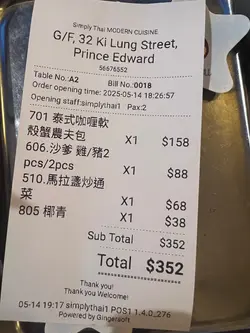 Simply Thai MODERN CUISINE
G/F, 32 Ki Lung Street,
Prince Edward
56676552
Table No.:A2 Bill No.:0018
Order opening time: 2025-05-14 18:26:57
Opening staff:simplythai1 Pax:2
701 泰式咖喱軟 X1 $158
殼蟹農夫包
606.沙爹 雞/豬2 X1 $88
pcs/2pcs
510.馬拉盞炒通 X1 $68
菜
805 椰青 X1 $38
Sub Total $352
Total $352
Thank you!
Thank you Welcome!
05-14 19:17 simplythai1 POS1 1.4.0_276
Powered by Gingersoft